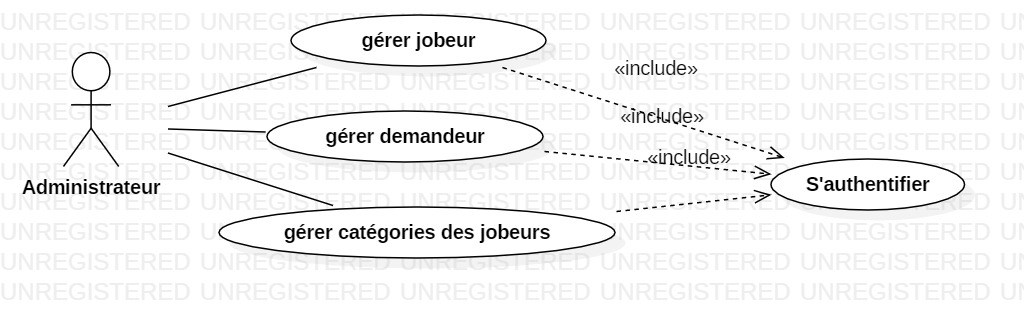 UNREGISTERED UNREGISTERED UNREGISTERED UNREGISTERED UNREGISTERED
gérer jobeur
«include»
«include»
gérer demandeur
«include»
S'authentifier
Administrateur
gérer catégories des jobeurs